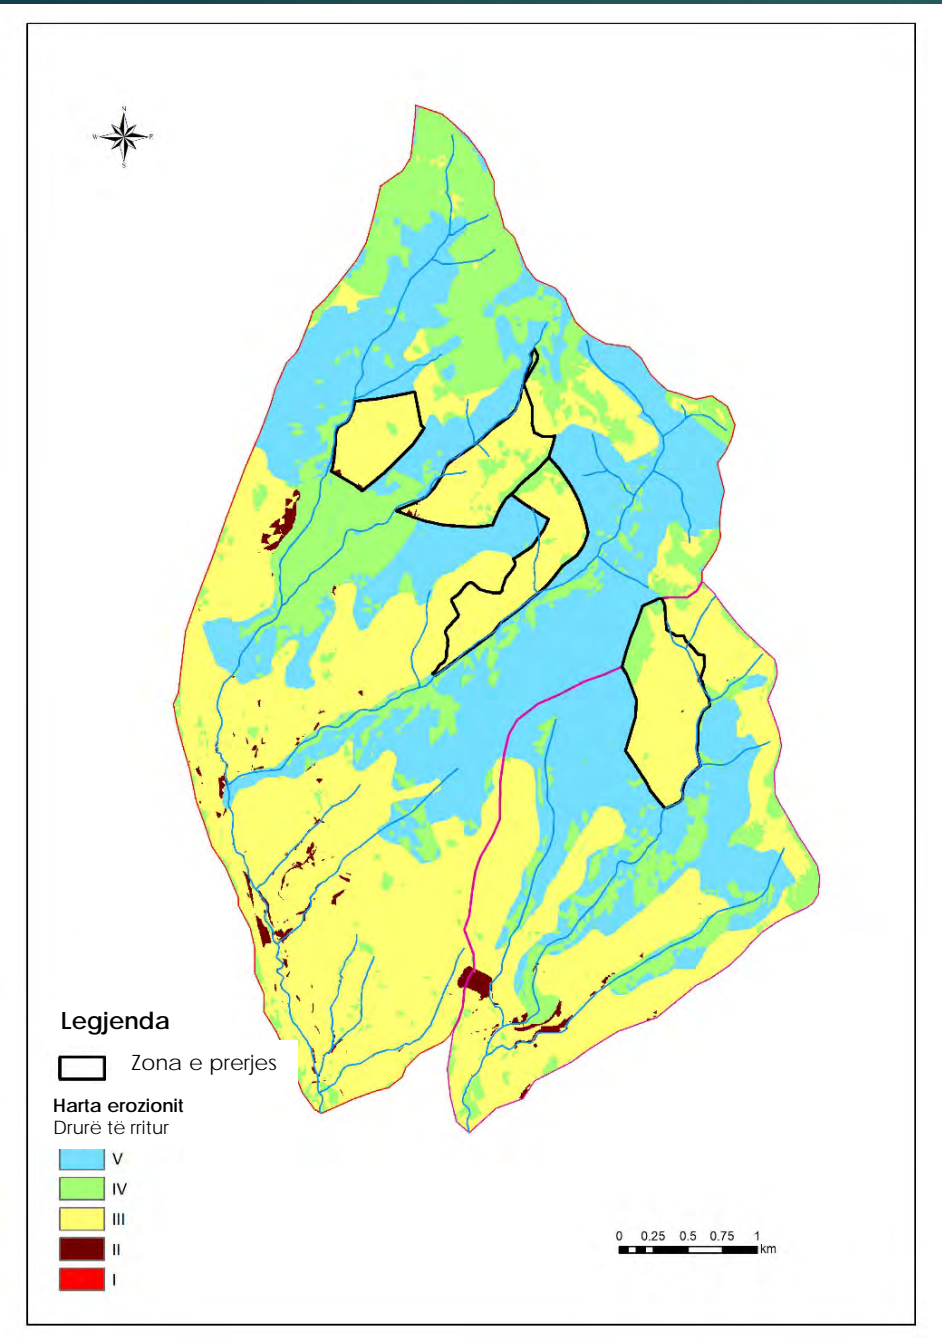 N
W E
S
Legjenda
Zona e prerjes
Harta erozionit
Drurë të rritur
V
IV
III
II
I
0 0.25 0.5 0.75 1
km